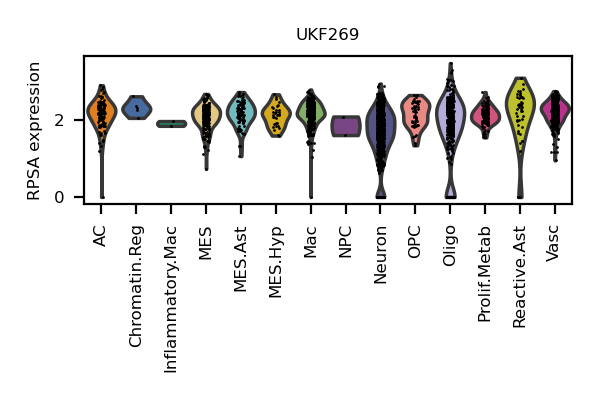 UKF269
RPSA expression
2
0
AC
Chromatin.Reg
Inflammatory.Mac
MES
MES.Ast
MES.Hyp
Mac
NPC
Neuron
OPC
Oligo
Prolif.Metab
Reactive.Ast
Vasc